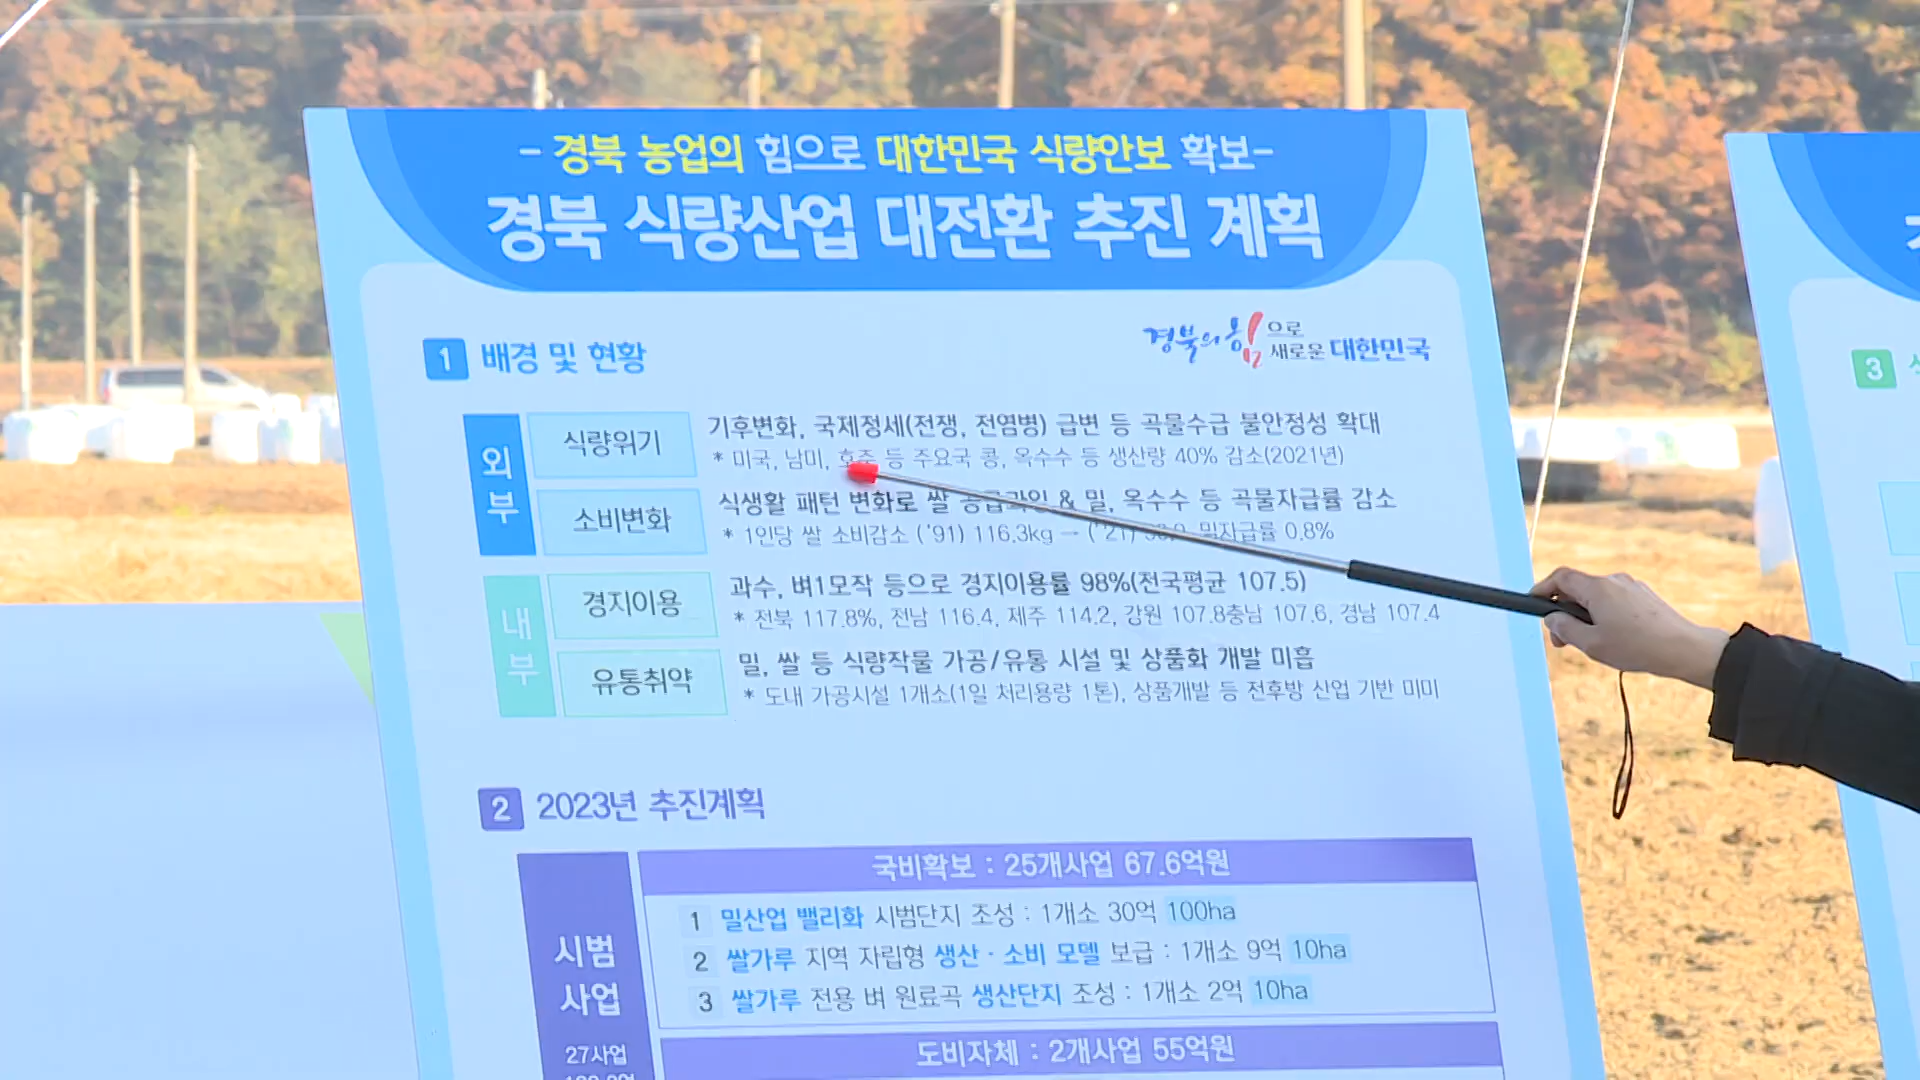 - 경북 농업의 힘으로 대한민국 식량안보 확보-
경북 식량산업 대전환 추진 계획
경북의 힘으로 새로운 대한민국
1 배경 및 현황
외부
식량위기
기후변화, 국제정세(전쟁, 전염병) 급변 등 곡물수급 불안정성 확대
* 미국, 남미, 호주 등 주요국 콩, 옥수수 등 생산량 40% 감소(2021년)
소비변화
식생활 패턴 변화로 쌀 공급과잉 & 밀, 옥수수 등 곡물자급률 감소
* 1인당 쌀 소비감소 ('91) 116.3kg → ('21) 밀자급률 0.8%
내부
경지이용
과수, 벼1모작 등으로 경지이용률 98%(전국평균 107.5)
* 전북 117.8%, 전남 116.4, 제주 114.2, 강원 107.8충남 107.6, 경남 107.4
유통취약
밀, 쌀 등 식량작물 가공/유통 시설 및 상품화 개발 미흡
* 도내 가공시설 1개소(1일 처리용량 1톤), 상품개발 등 전후방 산업 기반 미미
2 2023년 추진계획
시범사업
27사업
국비확보 : 25개사업 67.6억원
1 밀산업 밸리화 시범단지 조성 : 1개소 30억 100ha
2 쌀가루 지역 자립형 생산·소비 모델 보급 : 1개소 9억 10ha
3 쌀가루 전용 벼 원료곡 생산단지 조성 : 1개소 2억 10ha
도비자체 : 2개사업 55억원
3